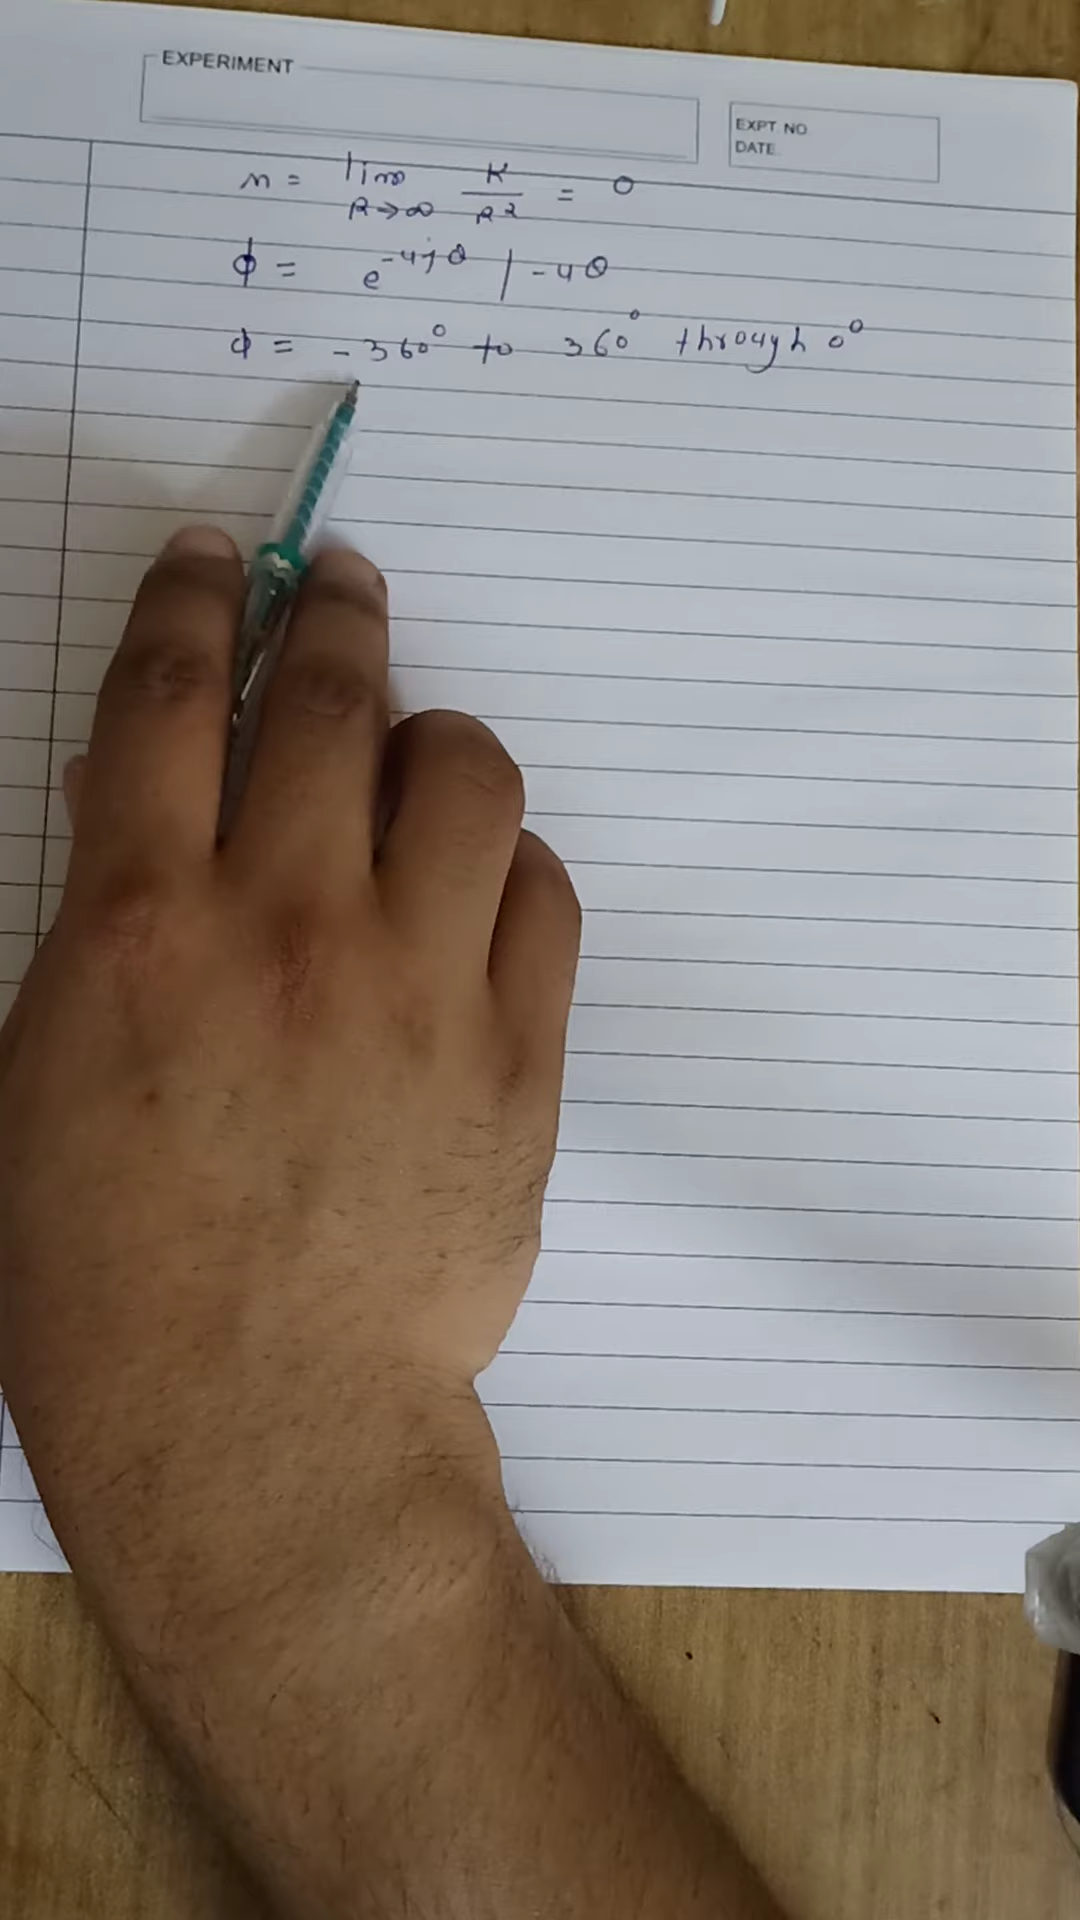 EXPERIMENT
EXPT. NO.
DATE
m = lim R→∞ K/R² = 0
ϕ = e^-4jθ | -4θ
ϕ = -360° to 360° through 0°